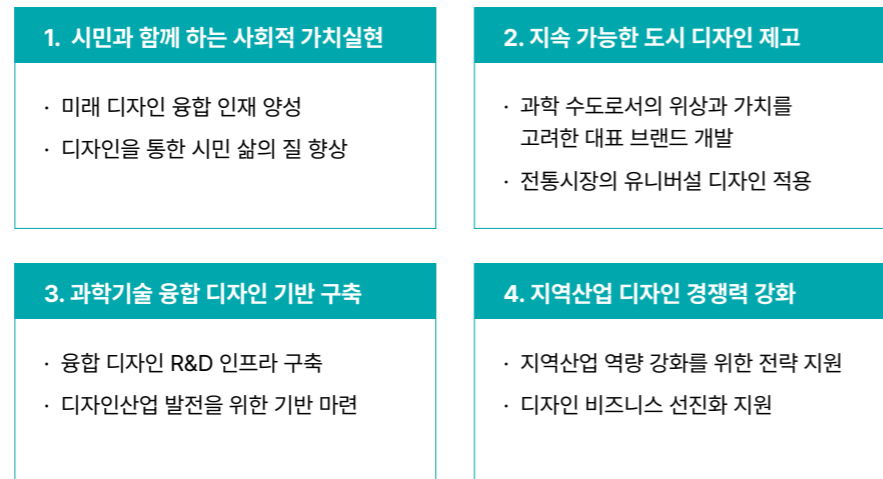 1. 시민과 함께 하는 사회적 가치실현
· 미래 디자인 융합 인재 양성
· 디자인을 통한 시민 삶의 질 향상
2. 지속 가능한 도시 디자인 제고
· 과학 수도로서의 위상과 가치를
고려한 대표 브랜드 개발
· 전통시장의 유니버설 디자인 적용
3. 과학기술 융합 디자인 기반 구축
· 융합 디자인 R&D 인프라 구축
· 디자인산업 발전을 위한 기반 마련
4. 지역산업 디자인 경쟁력 강화
· 지역산업 역량 강화를 위한 전략 지원
· 디자인 비즈니스 선진화 지원